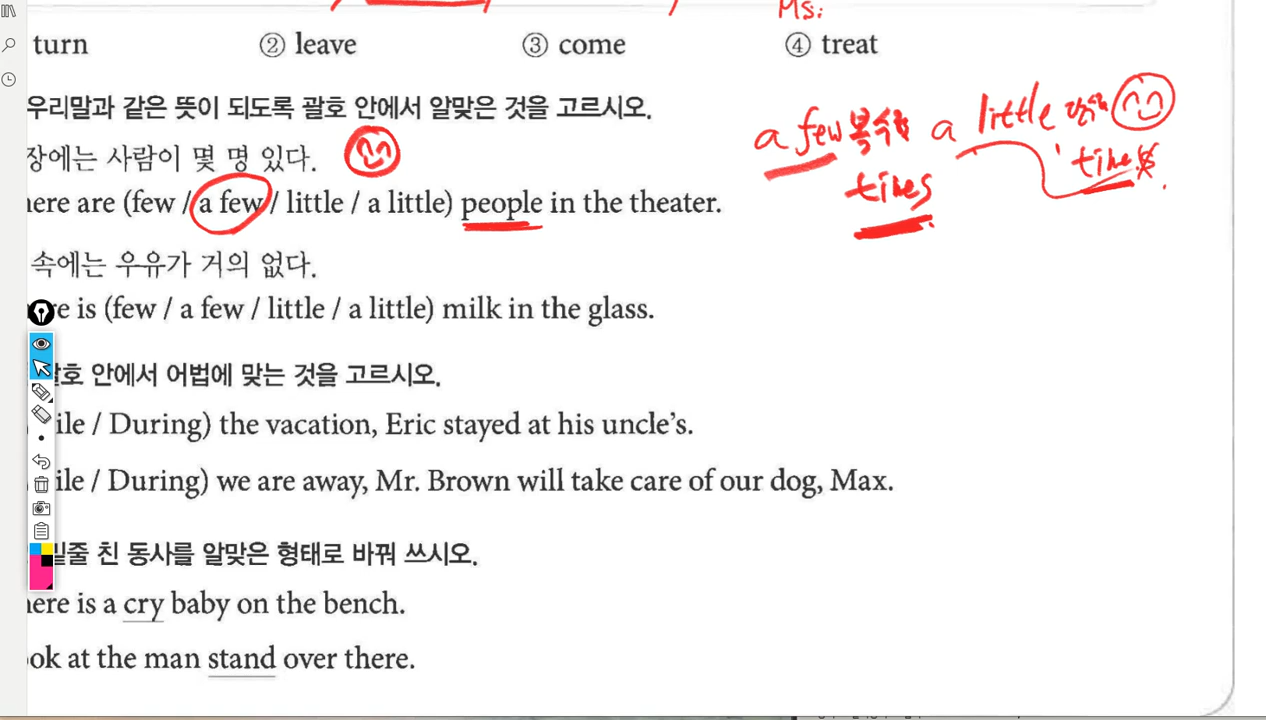 Ms.
turn ② leave ③ come ④ treat
우리말과 같은 뜻이 되도록 괄호 안에서 알맞은 것을 고르시오.
a few 복수 a little
장에는 사람이 몇 명 있다.
times time
here are (few / a few / little / a little) people in the theater.
속에는 우유가 거의 없다.
re is (few / a few / little / a little) milk in the glass.
괄호 안에서 어법에 맞는 것을 고르시오.
ile / During) the vacation, Eric stayed at his uncle's.
ile / During) we are away, Mr. Brown will take care of our dog, Max.
밑줄 친 동사를 알맞은 형태로 바꿔 쓰시오.
here is a cry baby on the bench.
ook at the man stand over there.